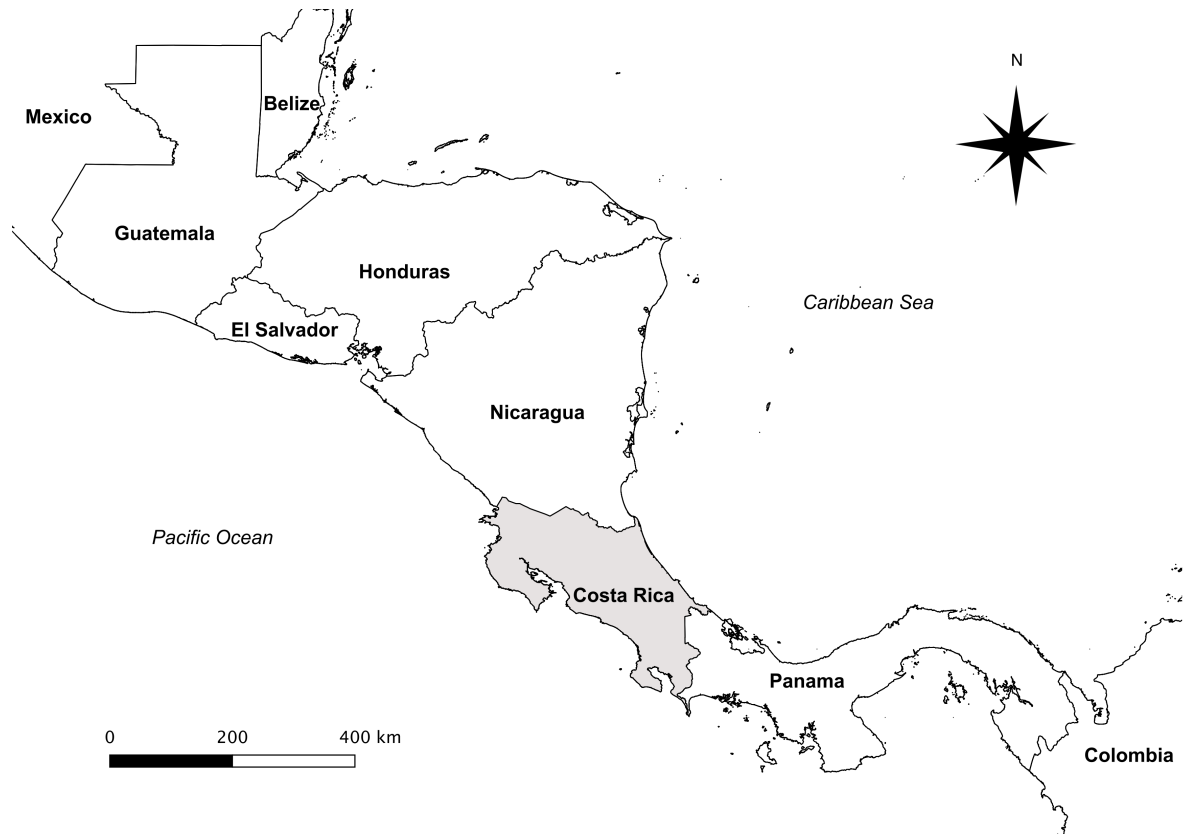 N
Belize
Mexico
Guatemala
Honduras
Caribbean Sea
El Salvador
Nicaragua
Pacific Ocean
Costa Rica
Panama
0 200 400 km
Colombia